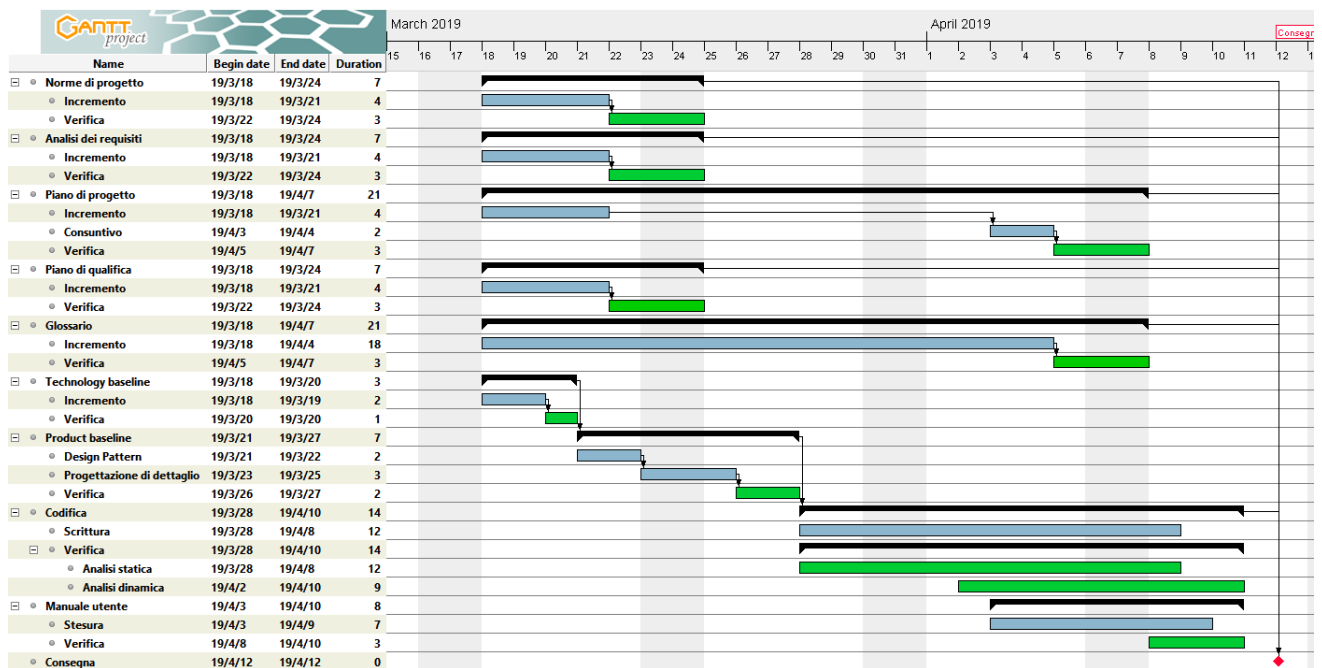 GANTT
project
March 2019 April 2019
Consegn
15 16 17 18 19 20 21 22 23 24 25 26 27 28 29 30 31 1 2 3 4 5 6 7 8 9 10 11 12 1
Name Begin date End date Duration
Norme di progetto 19/3/18 19/3/24 7
Incremento 19/3/18 19/3/21 4
Verifica 19/3/22 19/3/24 3
Analisi dei requisiti 19/3/18 19/3/24 7
Incremento 19/3/18 19/3/21 4
Verifica 19/3/22 19/3/24 3
Piano di progetto 19/3/18 19/4/7 21
Incremento 19/3/18 19/3/21 4
Consuntivo 19/4/3 19/4/4 2
Verifica 19/4/5 19/4/7 3
Piano di qualifica 19/3/18 19/3/24 7
Incremento 19/3/18 19/3/21 4
Verifica 19/3/22 19/3/24 3
Glossario 19/3/18 19/4/7 21
Incremento 19/3/18 19/4/4 18
Verifica 19/4/5 19/4/7 3
Technology baseline 19/3/18 19/3/20 3
Incremento 19/3/18 19/3/19 2
Verifica 19/3/20 19/3/20 1
Product baseline 19/3/21 19/3/27 7
Design Pattern 19/3/21 19/3/22 2
Progettazione di dettaglio 19/3/23 19/3/25 3
Verifica 19/3/26 19/3/27 2
Codifica 19/3/28 19/4/10 14
Scrittura 19/3/28 19/4/8 12
Verifica 19/3/28 19/4/10 14
Analisi statica 19/3/28 19/4/8 12
Analisi dinamica 19/4/2 19/4/10 9
Manuale utente 19/4/3 19/4/10 8
Stesura 19/4/3 19/4/9 7
Verifica 19/4/8 19/4/10 3
Consegna 19/4/12 19/4/12 0